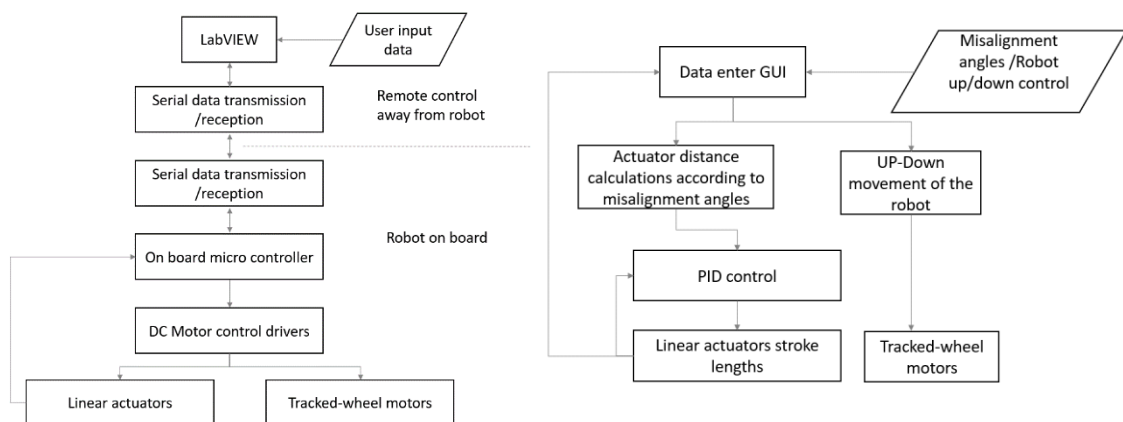 LabVIEW
User input
data
Serial data transmission
/reception
Remote control
away from robot
Serial data transmission
/reception
On board micro controller
Robot on board
DC Motor control drivers
Linear actuators
Tracked-wheel motors
Data enter GUI
Misalignment
angles /Robot
up/down control
Actuator distance
calculations according to
misalignment angles
UP-Down
movement of the
robot
PID control
Linear actuators stroke
lengths
Tracked-wheel
motors